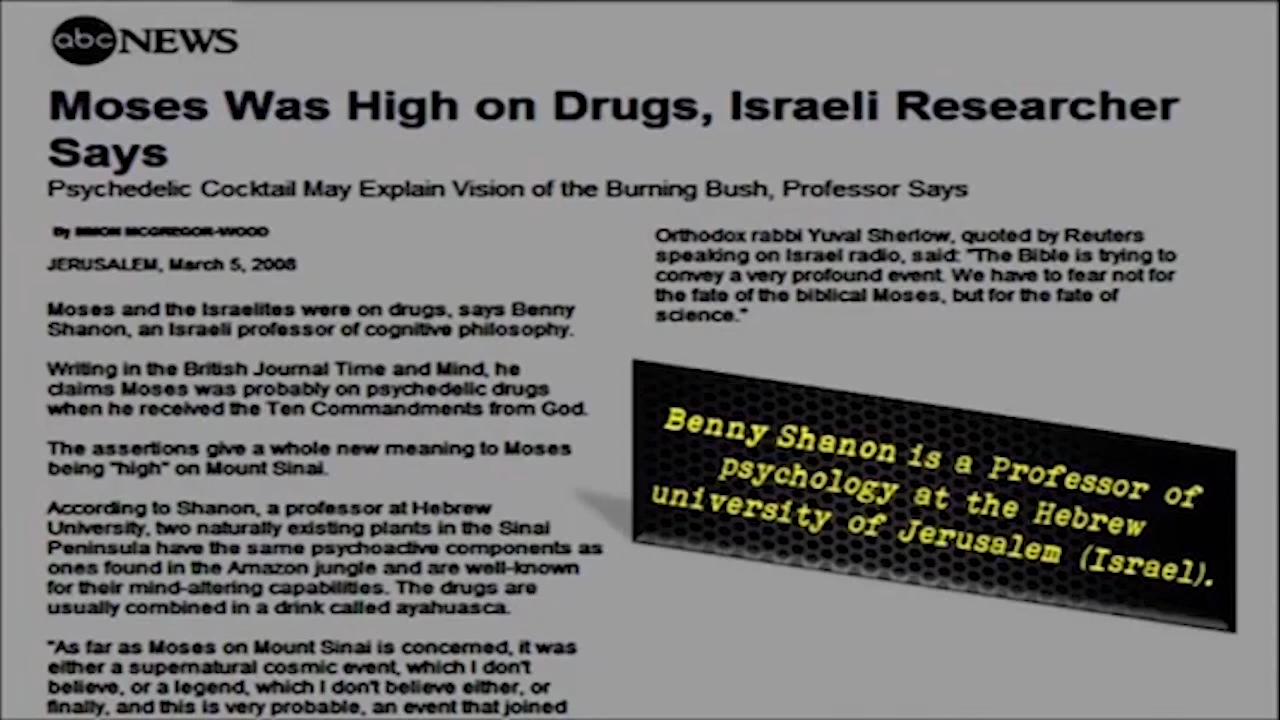 abc NEWS
Moses Was High on Drugs, Israeli Researcher
Says
Psychedelic Cocktail May Explain Vision of the Burning Bush, Professor Says
By SIMON MCGREGOR-WOOD
JERUSALEM, March 5, 2008
Moses and the Israelites were on drugs, says Benny
Shanon, an Israeli professor of cognitive philosophy.
Writing in the British Journal Time and Mind, he
claims Moses was probably on psychedelic drugs
when he received the Ten Commandments from God.
The assertions give a whole new meaning to Moses
being "high" on Mount Sinai.
According to Shanon, a professor at Hebrew
University, two naturally existing plants in the Sinai
Peninsula have the same psychoactive components as
ones found in the Amazon jungle and are well-known
for their mind-altering capabilities. The drugs are
usually combined in a drink called ayahuasca.
"As far as Moses on Mount Sinai is concerned, it was
either a supernatural cosmic event, which I don't
believe, or a legend, which I don't believe either, or
finally, and this is very probable, an event that joined
Orthodox rabbi Yuval Sherlow, quoted by Reuters
speaking on Israel radio, said: "The Bible is trying to
convey a very profound event. We have to fear not for
the fate of the biblical Moses, but for the fate of
science."
Benny Shanon is a Professor of
psychology at the Hebrew
university of Jerusalem (Israel).